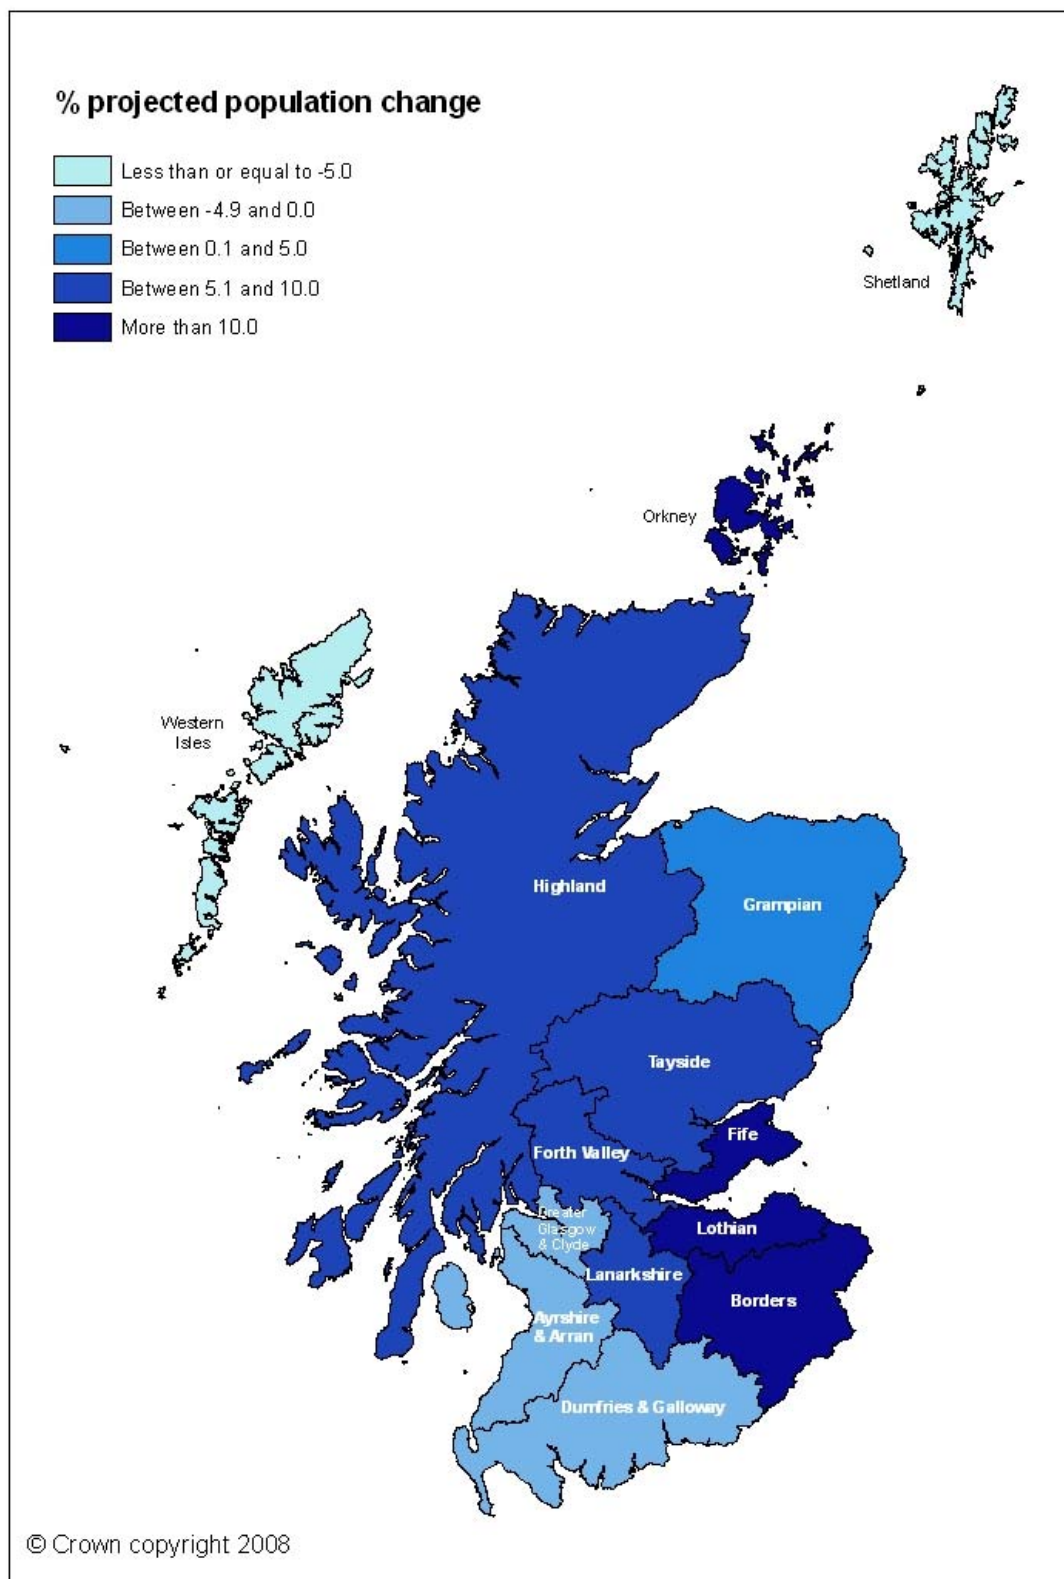 % projected population change
Less than or equal to -5.0
Between -4.9 and 0.0
Between 0.1 and 5.0
Between 5.1 and 10.0
More than 10.0
Shetland
Orkney
Western
Isles
Highland
Grampian
Tayside
Fife
Forth Valley
Greater
Glasgow
& Clyde
Lothian
Lanarkshire
Borders
Ayrshire
& Arran
Dumfries & Galloway
© Crown copyright 2008